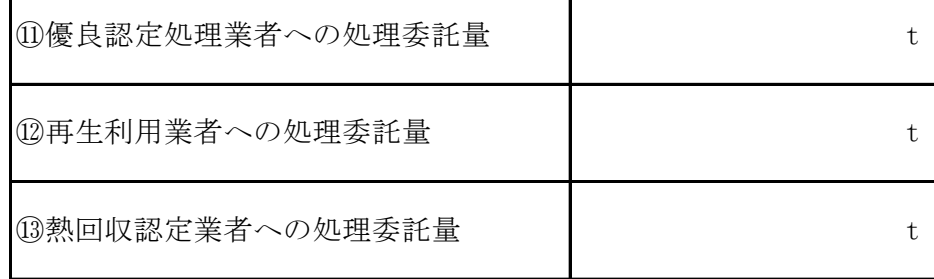 ⑪優良認定処理業者への処理委託量 t
⑫再生利用業者への処理委託量 t
⑬熱回収認定業者への処理委託量 t